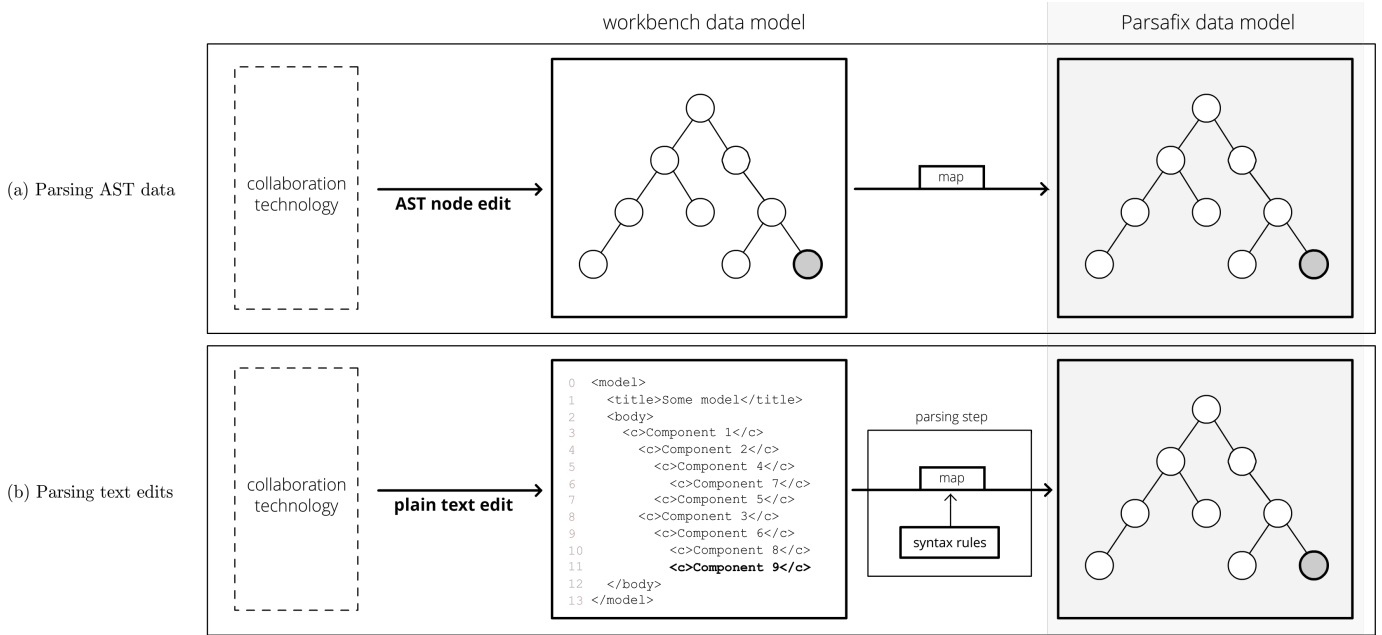 workbench data model
Parsafix data model
(a) Parsing AST data
collaboration
technology
AST node edit
map
(b) Parsing text edits
collaboration
technology
plain text edit
0 <model>
1 <title>Some model</title>
2 <body>
3 <c>Component 1</c>
4 <c>Component 2</c>
5 <c>Component 4</c>
6 <c>Component 7</c>
7 <c>Component 5</c>
8 <c>Component 3</c>
9 <c>Component 6</c>
10 <c>Component 8</c>
11 <c>Component 9</c>
12 </body>
13 </model>
parsing step
map
syntax rules